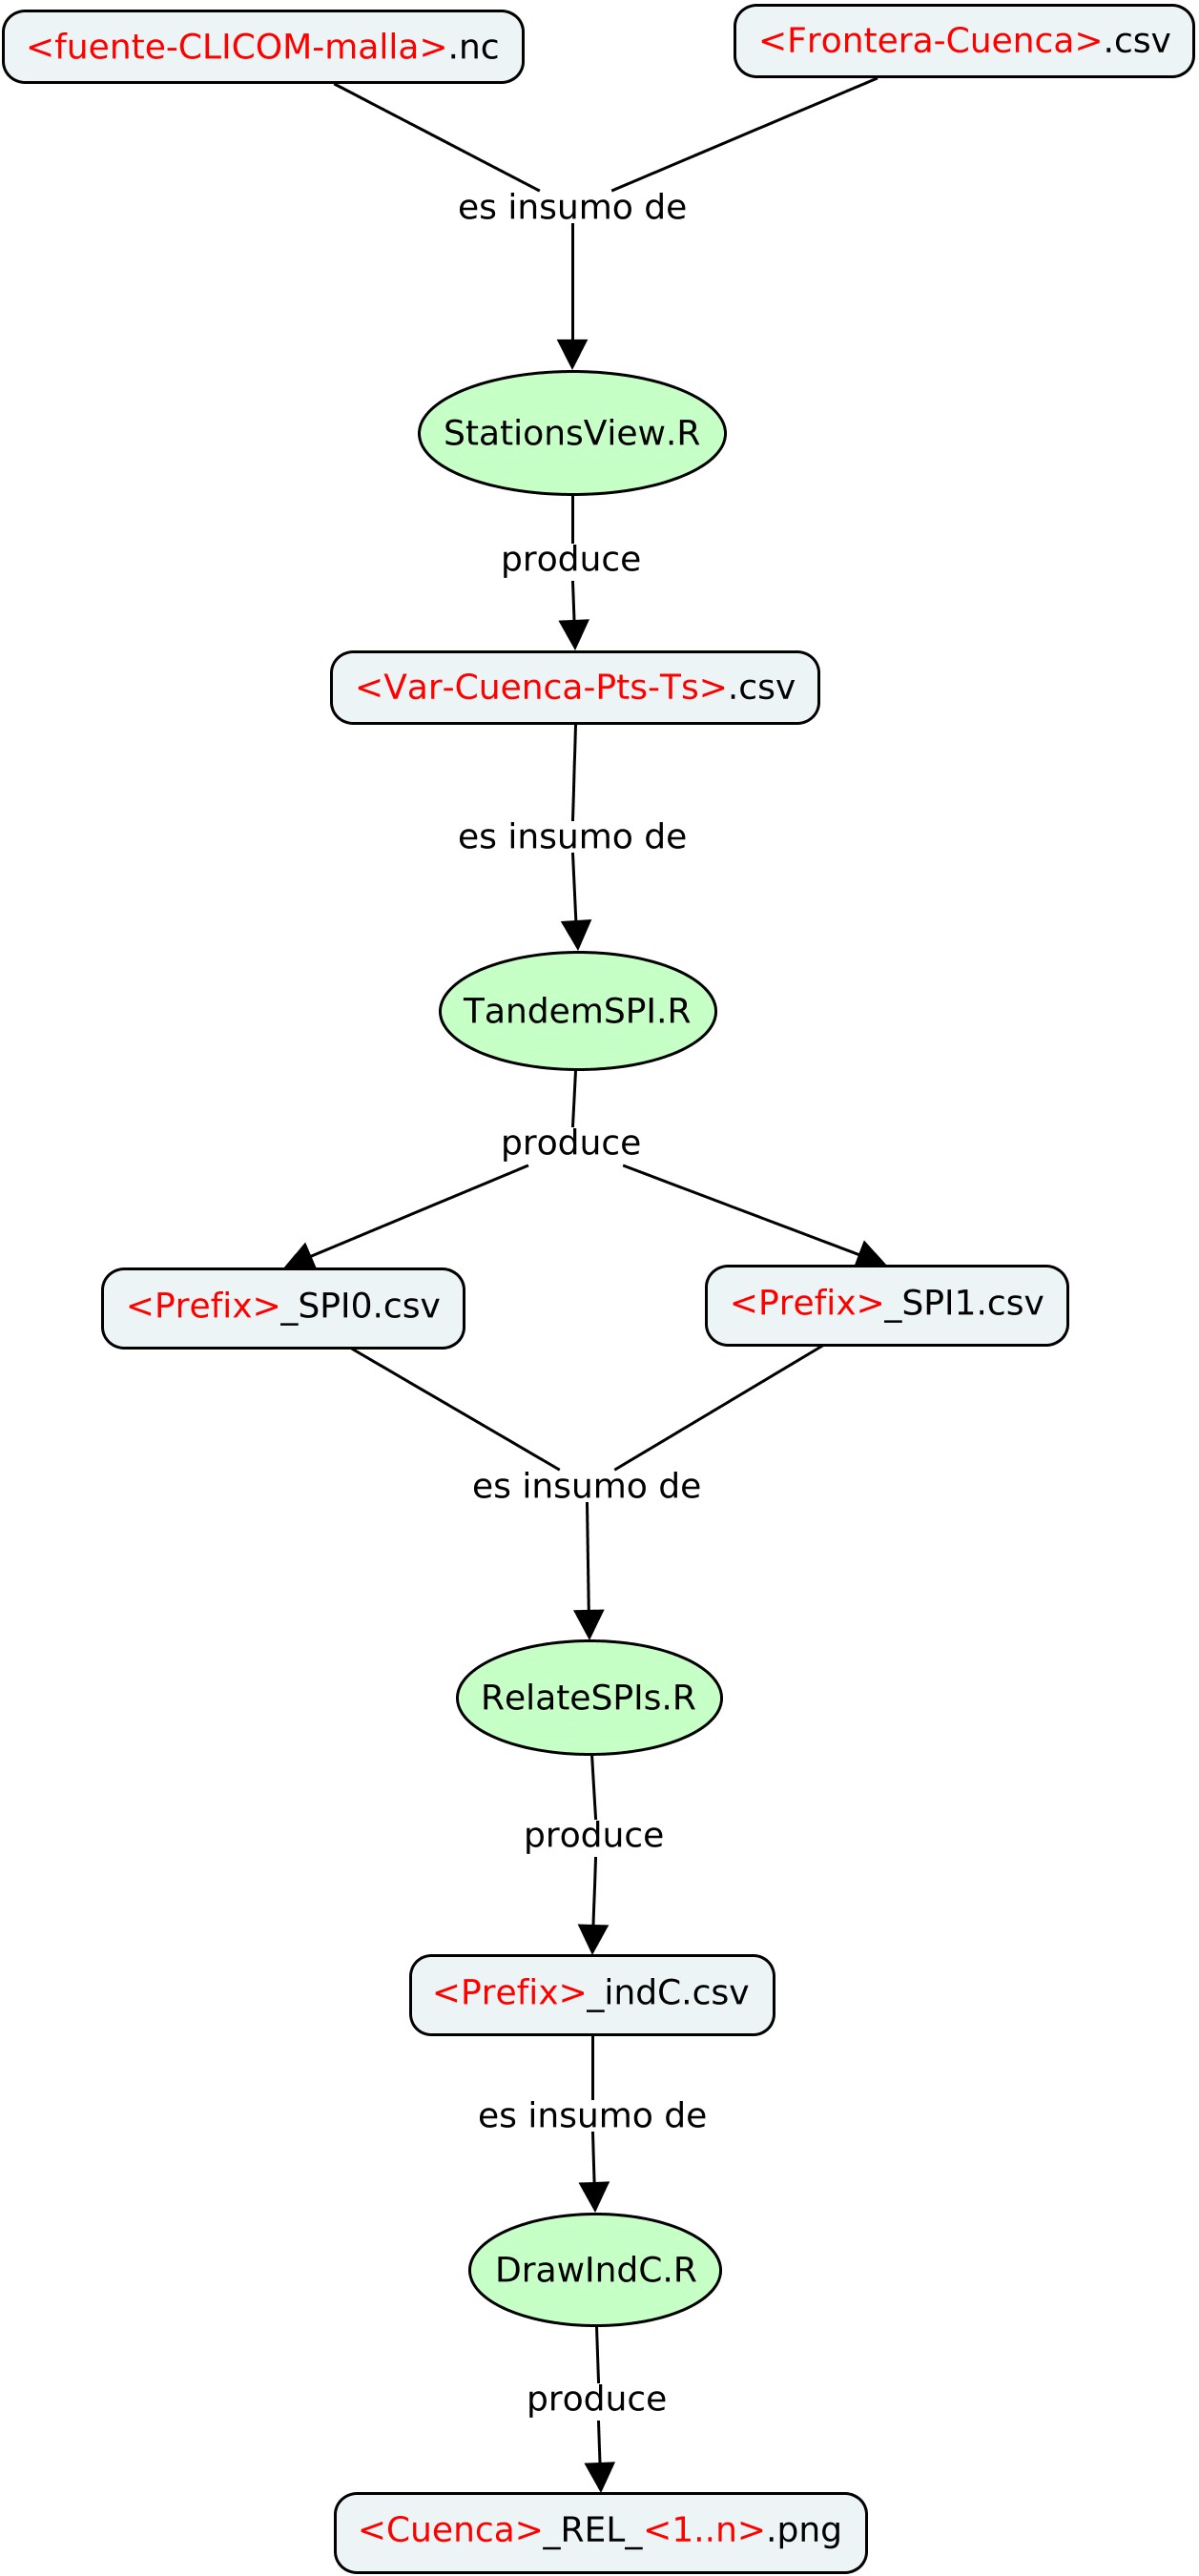 <fuente-CLICOM-malla>.nc
<Frontera-Cuenca>.csv
es insumo de
StationsView.R
produce
<Var-Cuenca-Pts-Ts>.csv
es insumo de
TandemSPI.R
produce
<Prefix>_SPI0.csv
<Prefix>_SPI1.csv
es insumo de
RelateSPIs.R
produce
<Prefix>_indC.csv
es insumo de
DrawIndC.R
produce
<Cuenca>_REL_<1..n>.png